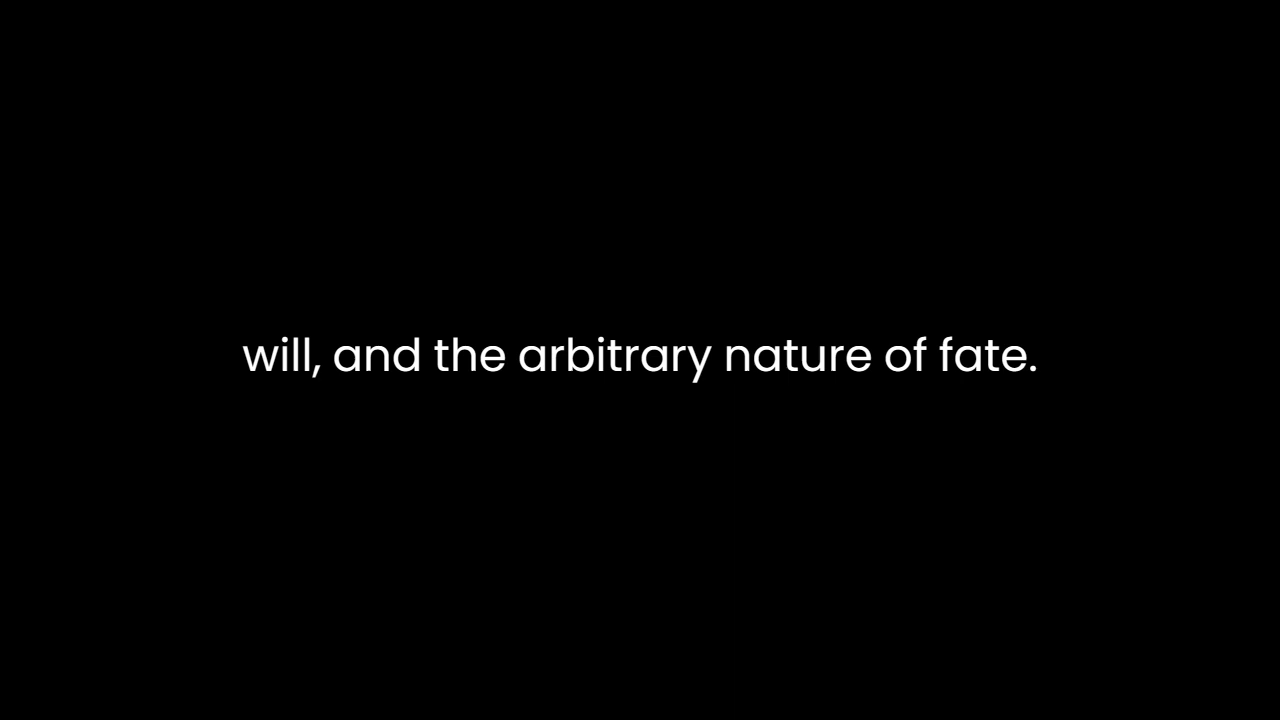 will, and the arbitrary nature of fate.